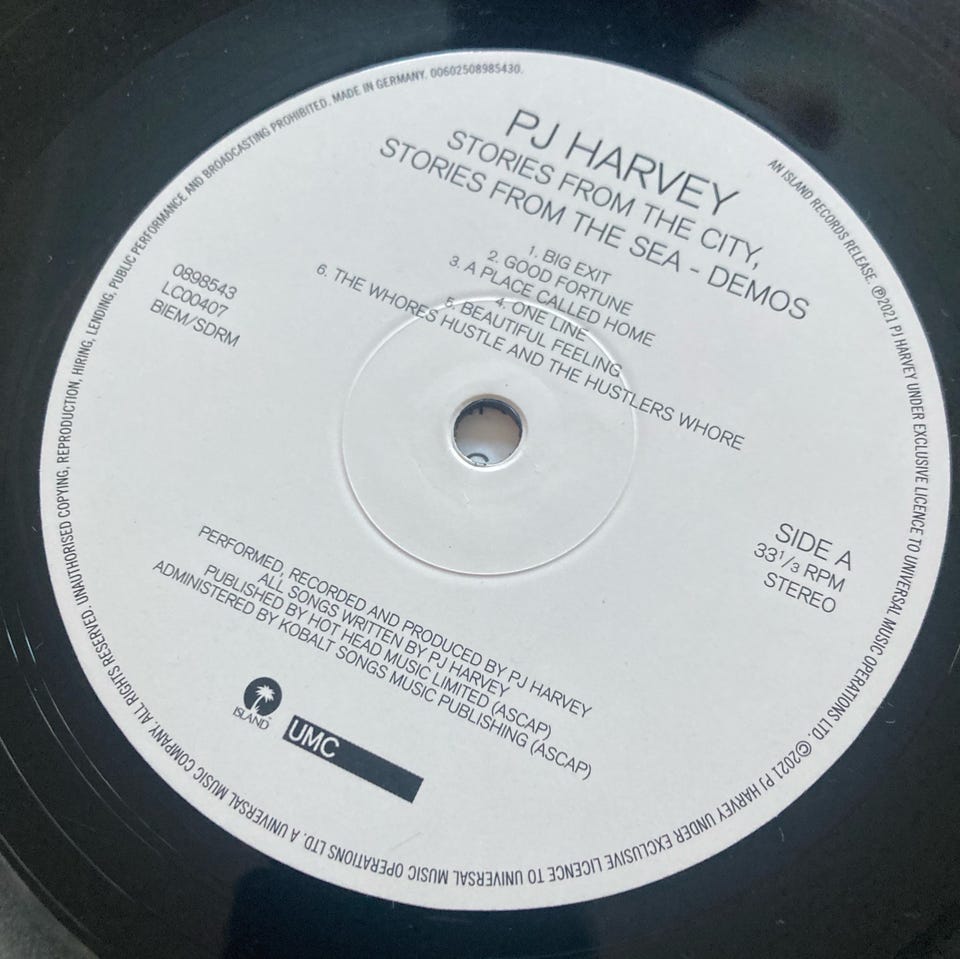 PJ HARVEY
STORIES FROM THE CITY,
STORIES FROM THE SEA - DEMOS
1. BIG EXIT
2. GOOD FORTUNE
3. A PLACE CALLED HOME
4. ONE LINE
5. BEAUTIFUL FEELING
6. THE WHORES HUSTLE AND THE HUSTLERS WHORE
0898543
LC00407
BIEM/SDRM
SIDE A
33 1/3 RPM
STEREO
PERFORMED, RECORDED AND PRODUCED BY PJ HARVEY
ALL SONGS WRITTEN BY PJ HARVEY
PUBLISHED BY HOT HEAD MUSIC LIMITED (ASCAP)
ADMINISTERED BY KOBALT SONGS MUSIC PUBLISHING (ASCAP)
ISLAND™
UMC
AN ISLAND RECORDS RELEASE. ℗2021 PJ HARVEY UNDER EXCLUSIVE LICENCE TO UNIVERSAL MUSIC OPERATIONS LTD. ©2021 PJ HARVEY UNDER EXCLUSIVE LICENCE TO UNIVERSAL MUSIC OPERATIONS LTD. A UNIVERSAL MUSIC COMPANY. ALL RIGHTS RESERVED. UNAUTHORISED COPYING, REPRODUCTION, HIRING, LENDING, PUBLIC PERFORMANCE AND BROADCASTING PROHIBITED. MADE IN GERMANY. 00602508985430.